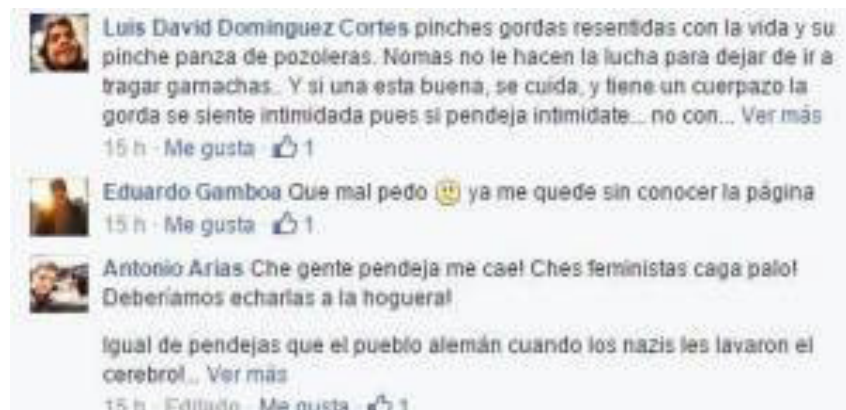 Luis David Dominguez Cortes pinches gordas resentidas con la vida y su
pinche panza de pozoleras. Nomas no le hacen la lucha para dejar de ir a
tragar garnachas.. Y si una esta buena, se cuida, y tiene un cuerpazo la
gorda se siente intimidada pues si pendeja intimidate... no con... Ver más
15 h · Me gusta · 1
Eduardo Gamboa Que mal pedo ya me quede sin conocer la página
15 h · Me gusta · 1
Antonio Arias Che gente pendeja me cae! Ches feministas caga palo!
Deberíamos echarlas a la hoguera!
Igual de pendejas que el pueblo alemán cuando los nazis les lavaron el
cerebro!... Ver más
15 h · Editado · Me gusta · 1